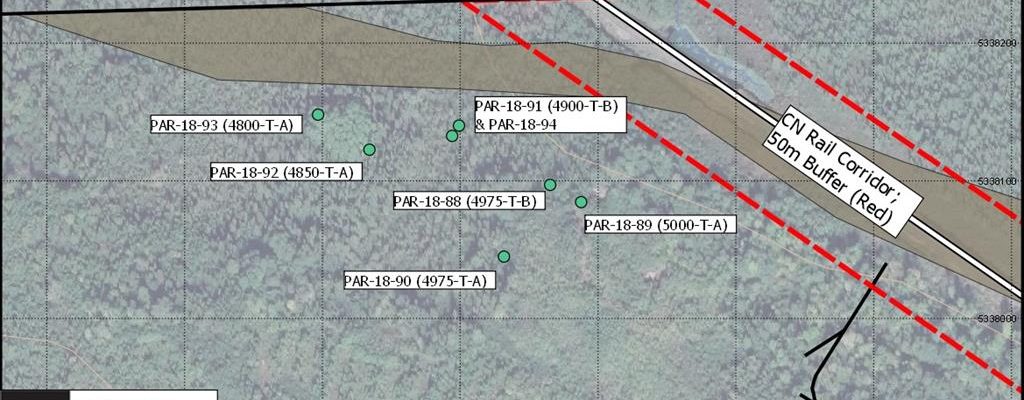 5338200
PAR-18-91 (4900-T-B)
& PAR-18-94
PAR-18-93 (4800-T-A)
PAR-18-92 (4850-T-A)
CN Rail Corridor;
50m Buffer (Red)
5338100
PAR-18-88 (4975-T-B)
PAR-18-89 (5000-T-A)
PAR-18-90 (4975-T-A)
5338000